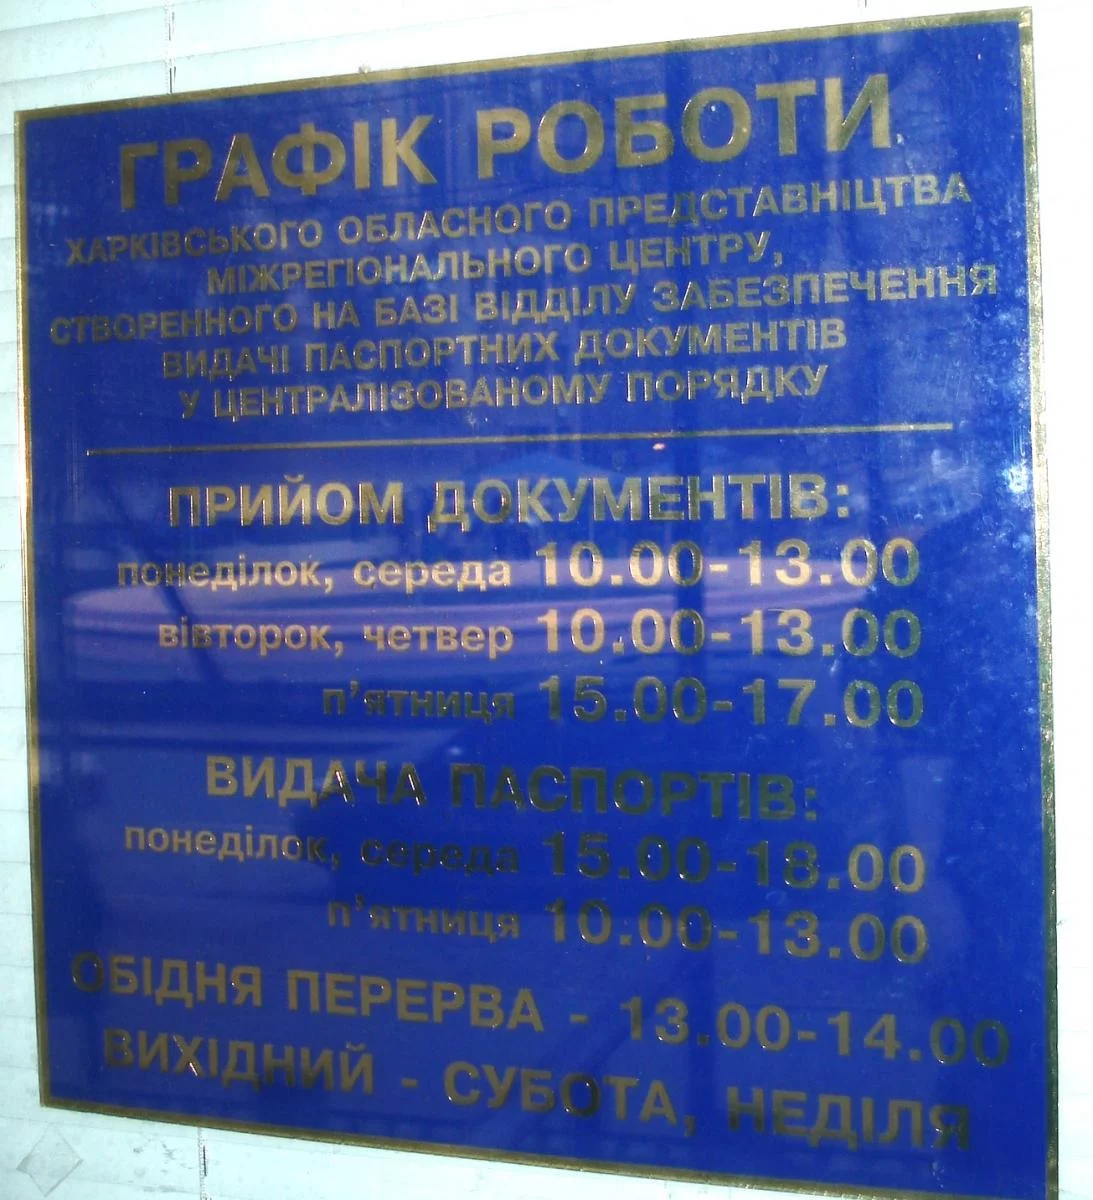 ГРАФІК РОБОТИ
ХАРКІВСЬКОГО ОБЛАСНОГО ПРЕДСТАВНІЦТВА
МІЖРЕГІОНАЛЬНОГО ЦЕНТРУ,
СТВОРЕННОГО НА БАЗІ ВІДДІЛУ ЗАБЕЗПЕЧЕННЯ
ВИДАЧІ ПАСПОРТНИХ ДОКУМЕНТІВ
У ЦЕНТРАЛІЗОВАНОМУ ПОРЯДКУ
ПРИЙОМ ДОКУМЕНТІВ:
понеділок, середа 10.00-13.00
вівторок, четвер 10.00-13.00
п'ятниця 15.00-17.00
ВИДАЧА ПАСПОРТІВ:
понеділок, середа 15.00-18.00
п'ятниця 10.00-13.00
ОБІДНЯ ПЕРЕРВА - 13.00-14.00
ВИХІДНИЙ - СУБОТА, НЕДІЛЯ